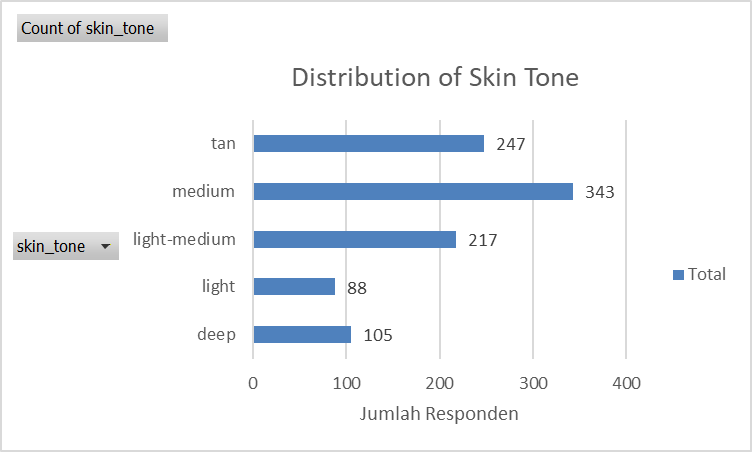 Count of skin_tone
Distribution of Skin Tone
tan 247
medium 343
skin_tone
light-medium 217
light 88
Total
deep 105
0 100 200 300 400
Jumlah Responden